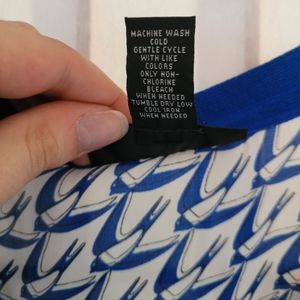 MACHINE WASH
COLD
GENTLE CYCLE
WITH LIKE
COLORS
ONLY NON-
CHLORINE
BLEACH
WHEN NEEDED
TUMBLE DRY LOW
COOL IRON
WHEN NEEDED